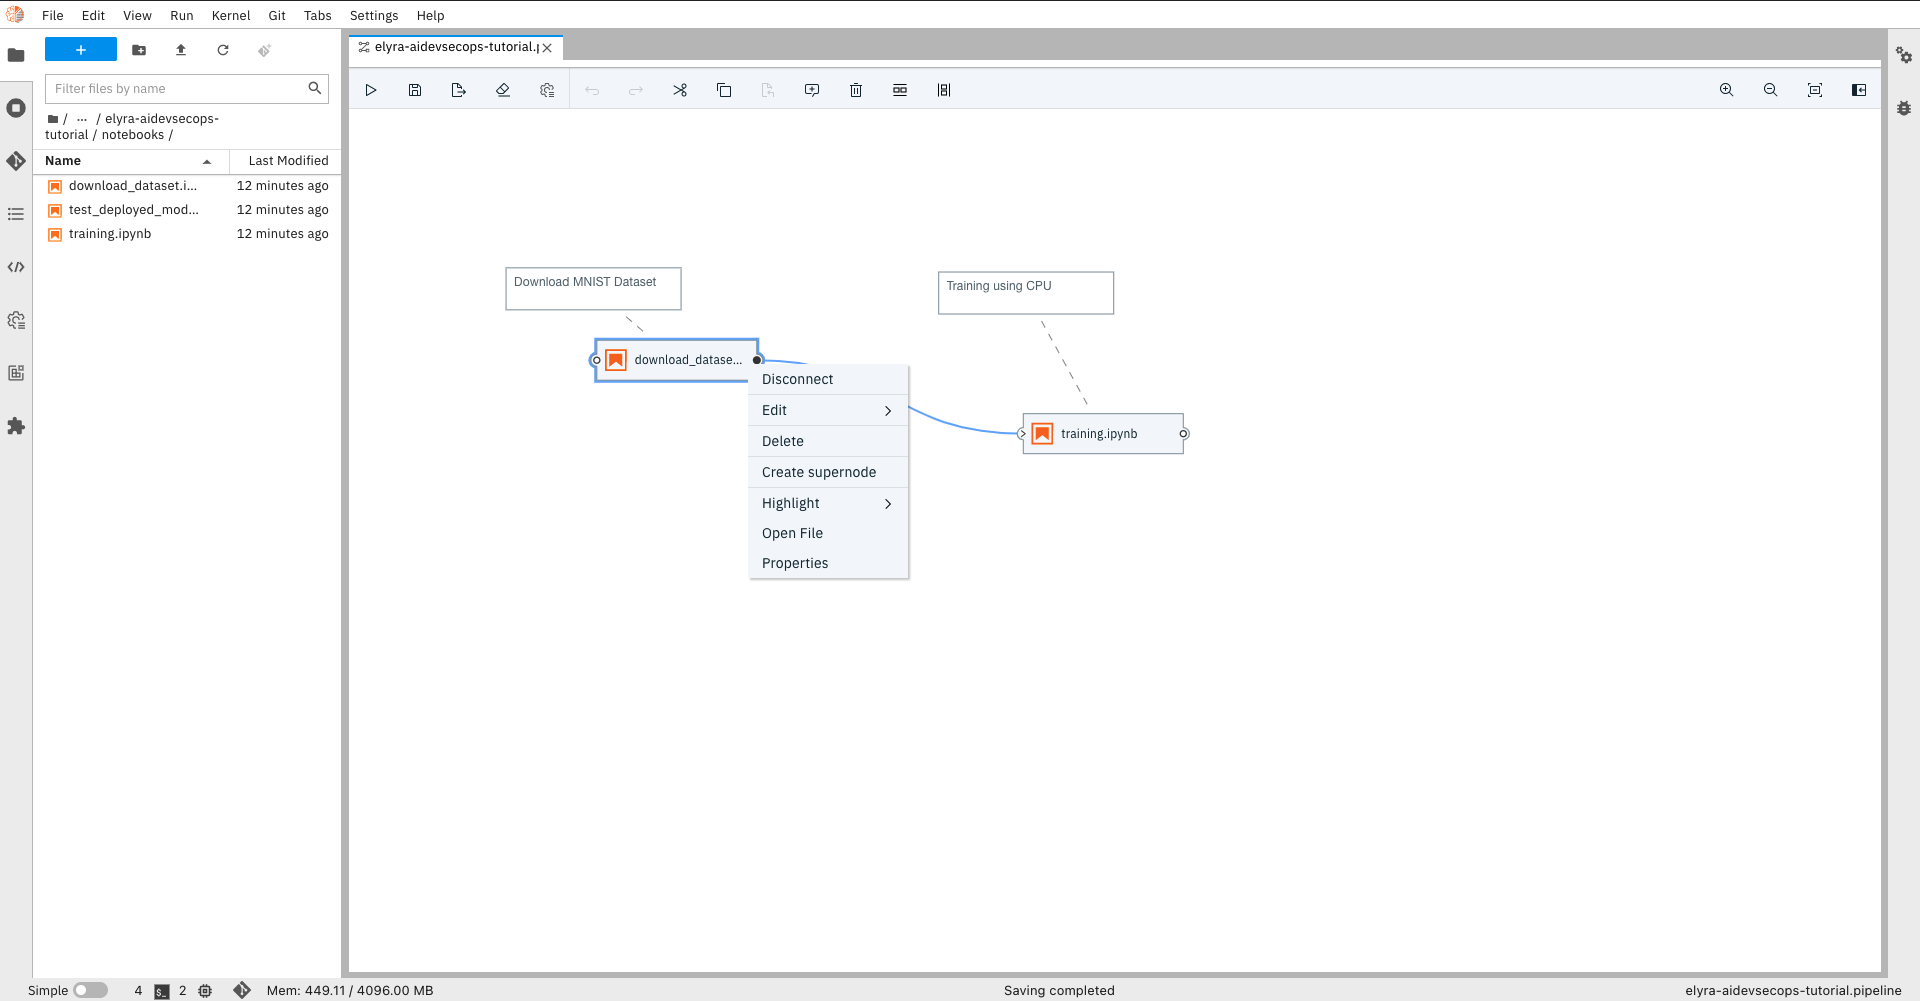 File Edit View Run Kernel Git Tabs Settings Help
+
Filter files by name
/ ... / elyra-aidevsecops-
tutorial / notebooks /
Name Last Modified
download_dataset.i... 12 minutes ago
test_deployed_mod... 12 minutes ago
training.ipynb 12 minutes ago
elyra-aidevsecops-tutorial.
Download MNIST Dataset
Training using CPU
download_datase...
training.ipynb
Disconnect
Edit
Delete
Create supernode
Highlight
Open File
Properties
Simple 4 $_ 2 Mem: 449.11 / 4096.00 MB Saving completed elyra-aidevsecops-tutorial.pipeline